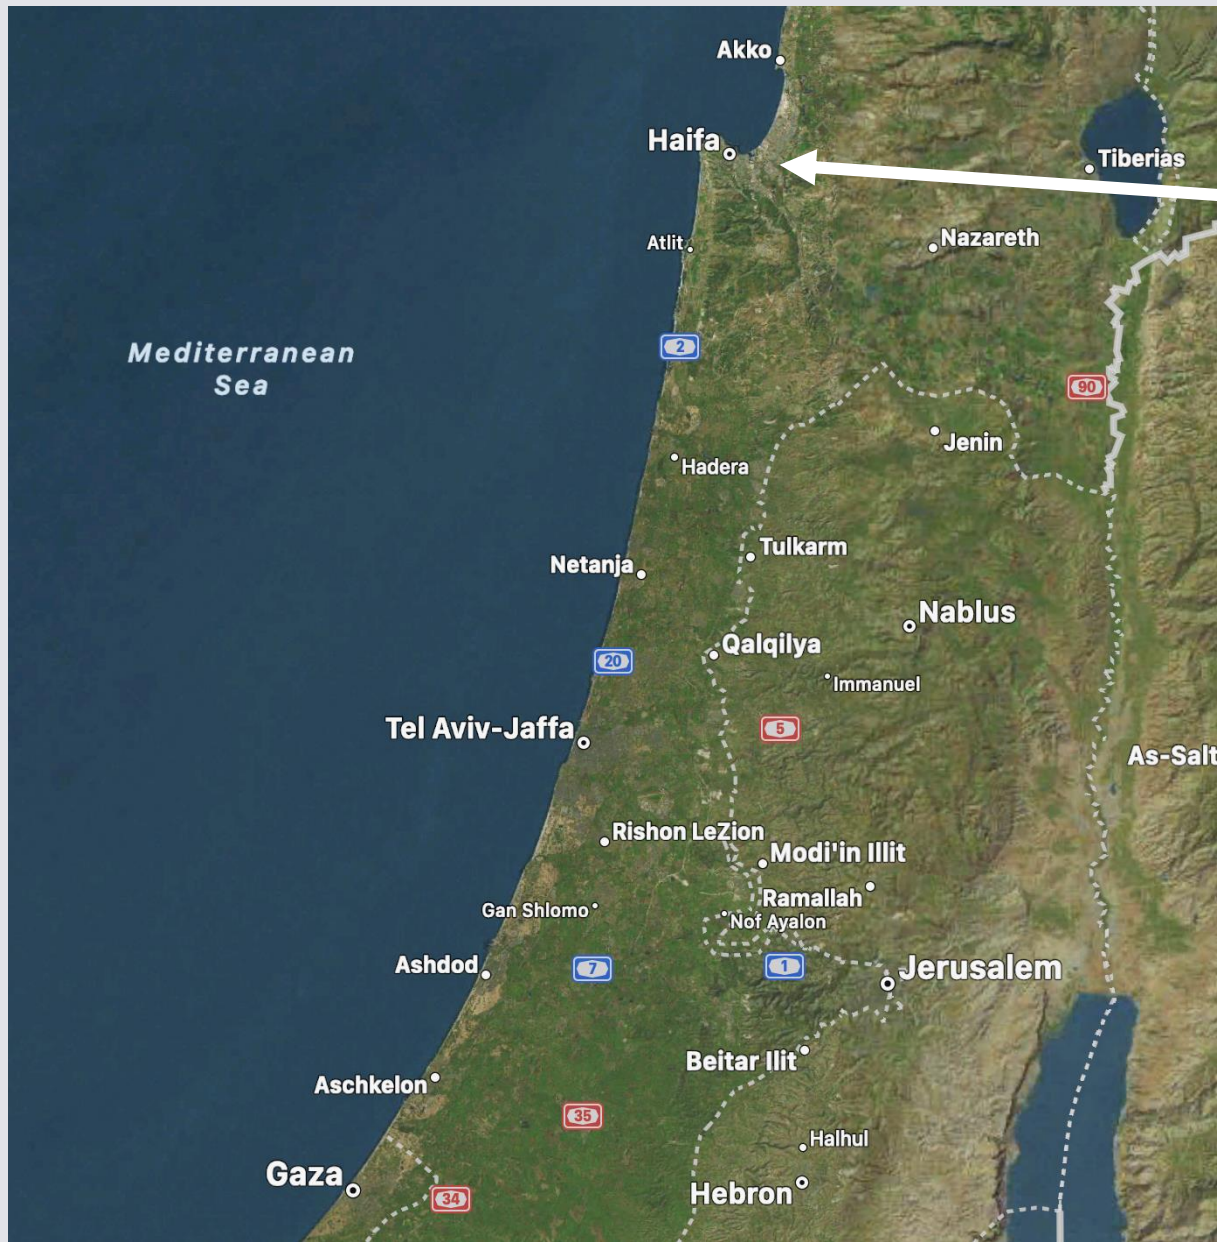 Akko
Haifa
Tiberias
Nazareth
Atlit
2
Mediterranean
Sea
90
Jenin
Hadera
Tulkarm
Netanja
Nablus
Qalqilya
20
Immanuel
5
Tel Aviv-Jaffa
As-Salt
Rishon LeZion
Modi'in Illit
Ramallah
Gan Shlomo
Nof Ayalon
Ashdod
7
1
Jerusalem
Beitar Ilit
Aschkelon
35
Halhul
Gaza
34
Hebron